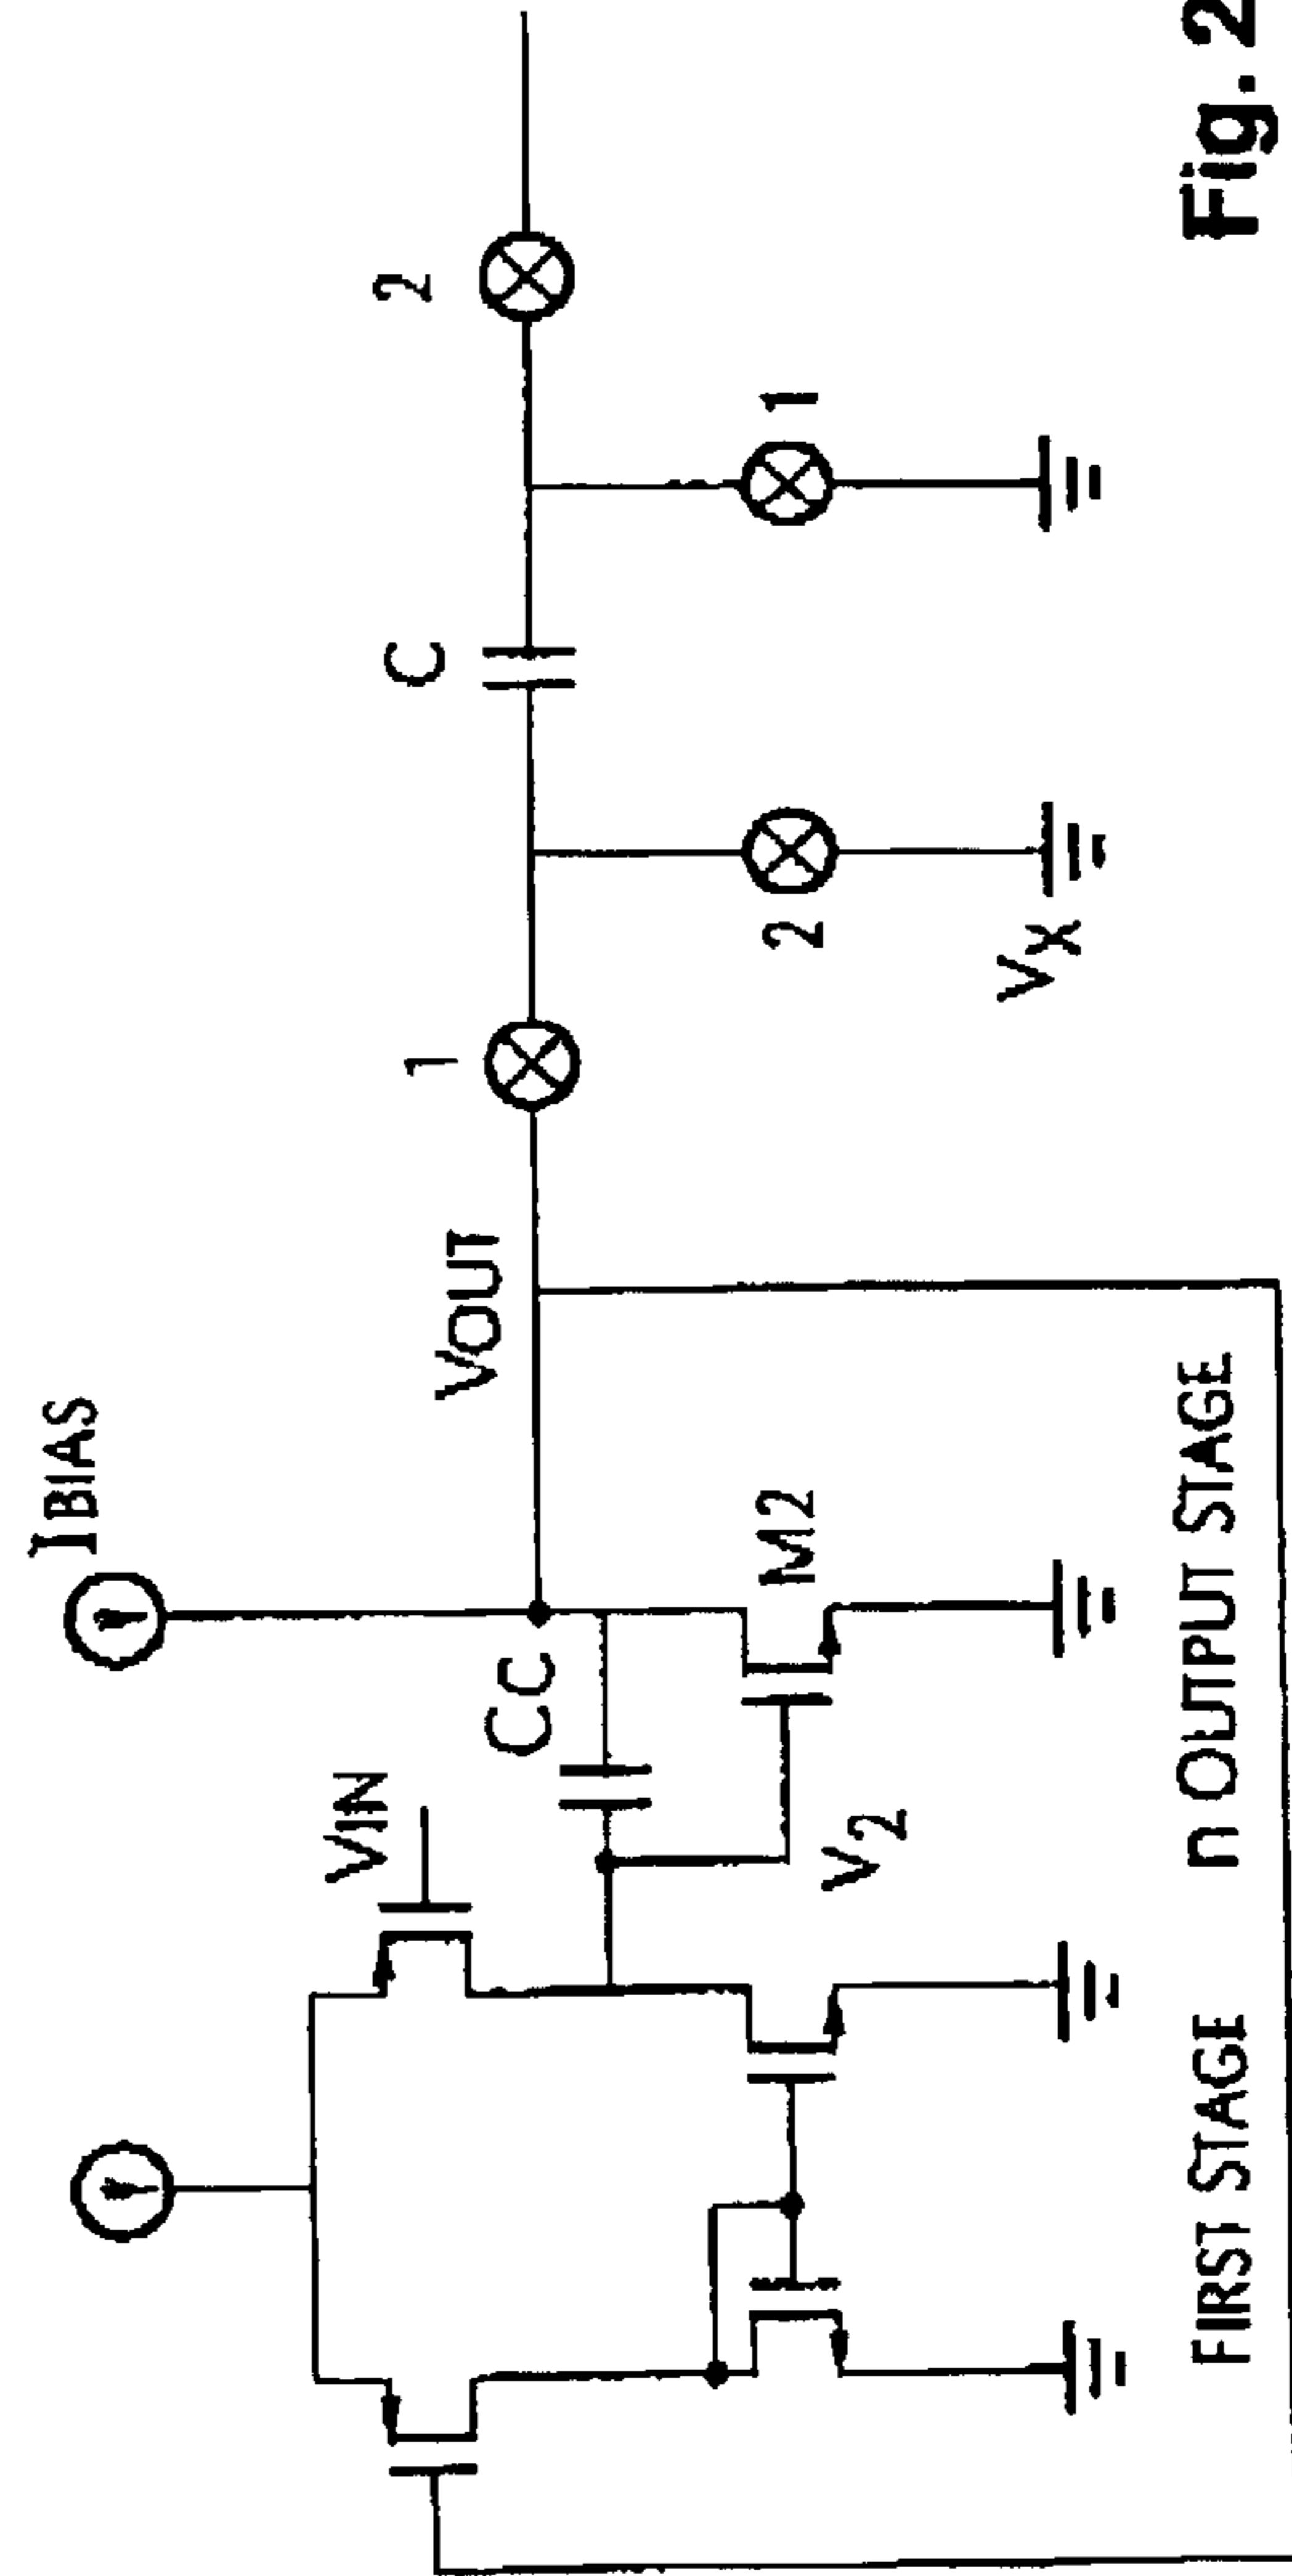 IBIAS
VIN
CC
VOUT
1
C
2
M2
V2
2
1
VX
FIRST STAGE
n OUTPUT STAGE
Fig. 2